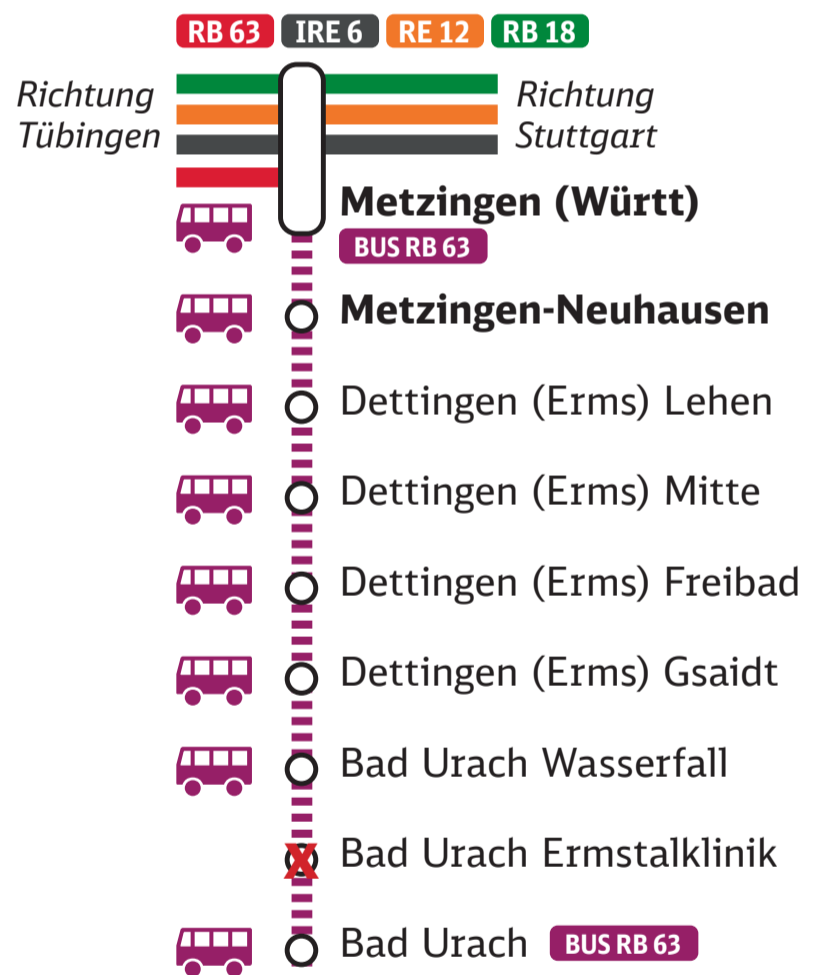 RB 63 IRE 6 RE 12 RB 18
Richtung
Tübingen
Richtung
Stuttgart
Metzingen (Württ)
BUS RB 63
Metzingen-Neuhausen
Dettingen (Erms) Lehen
Dettingen (Erms) Mitte
Dettingen (Erms) Freibad
Dettingen (Erms) Gsaidt
Bad Urach Wasserfall
X Bad Urach Ermstalklinik
Bad Urach BUS RB 63